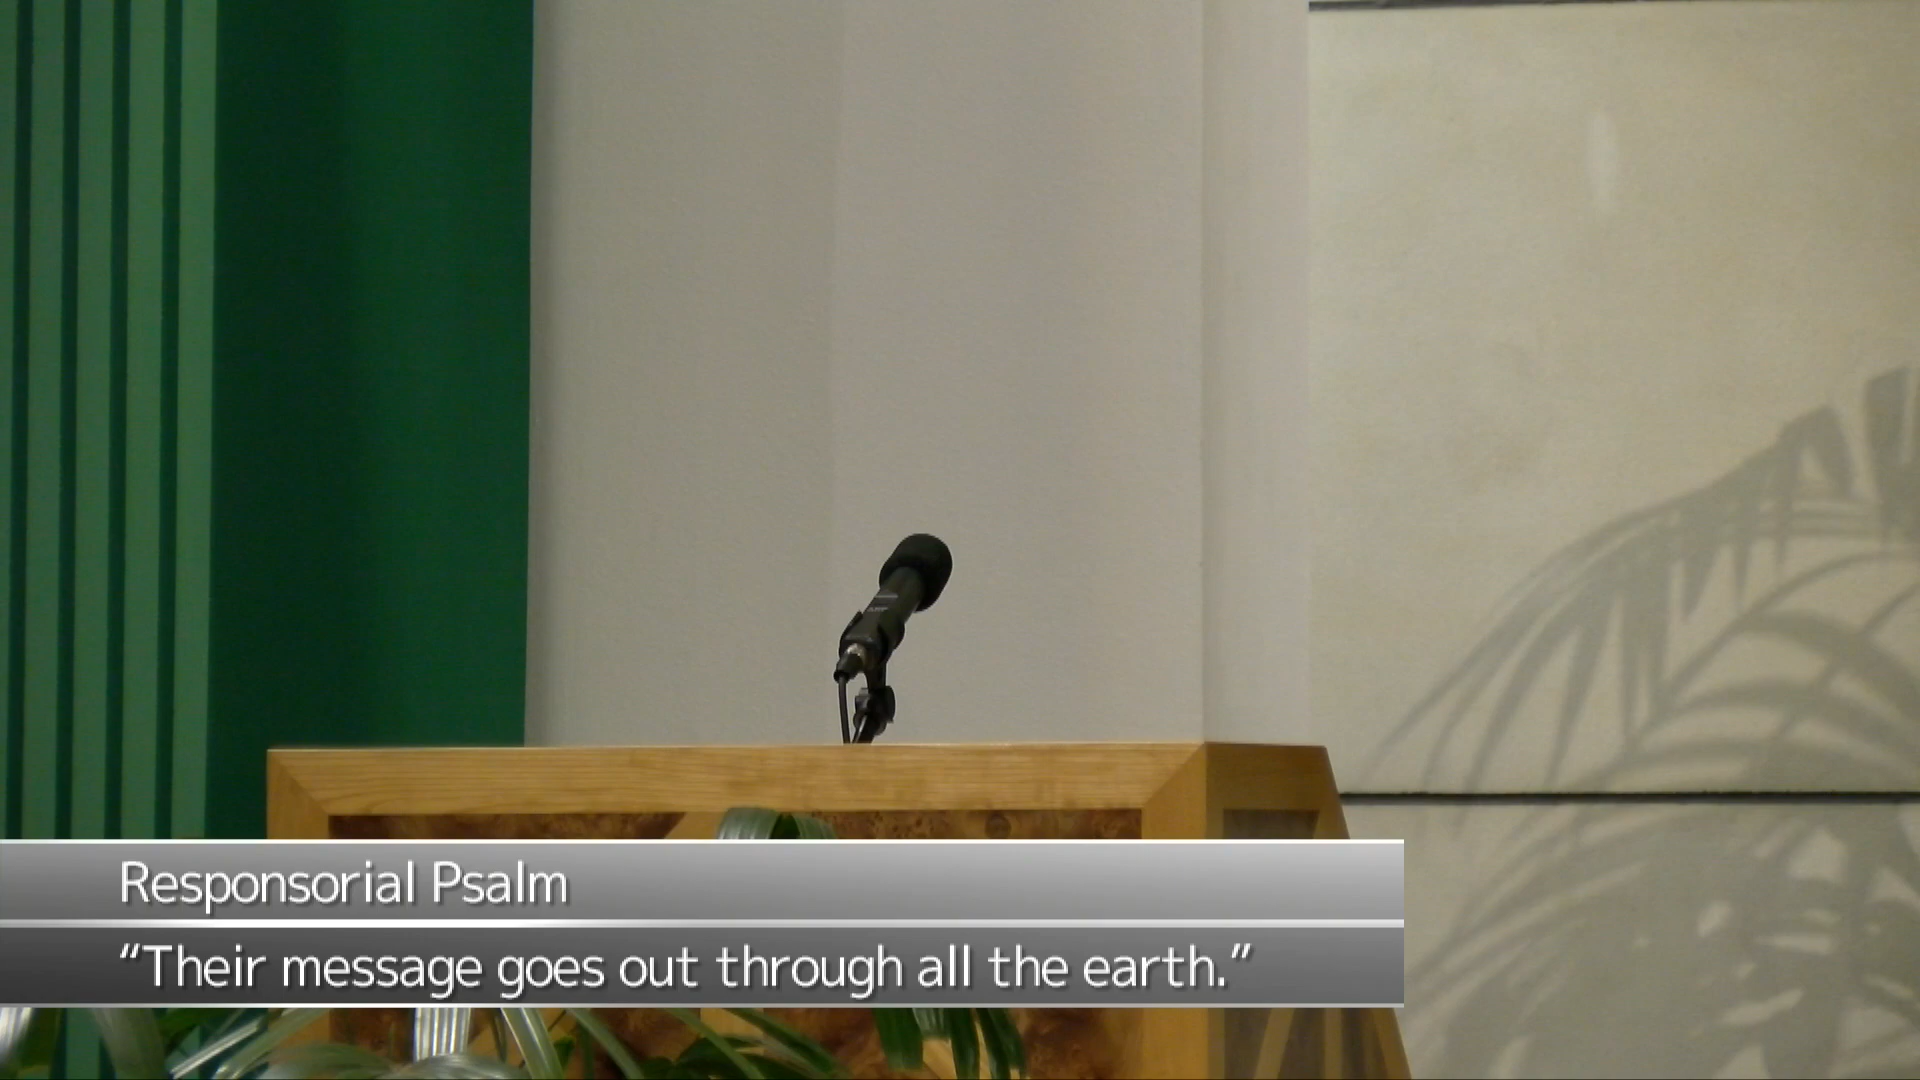 Responsorial Psalm
“Their message goes out through all the earth.”